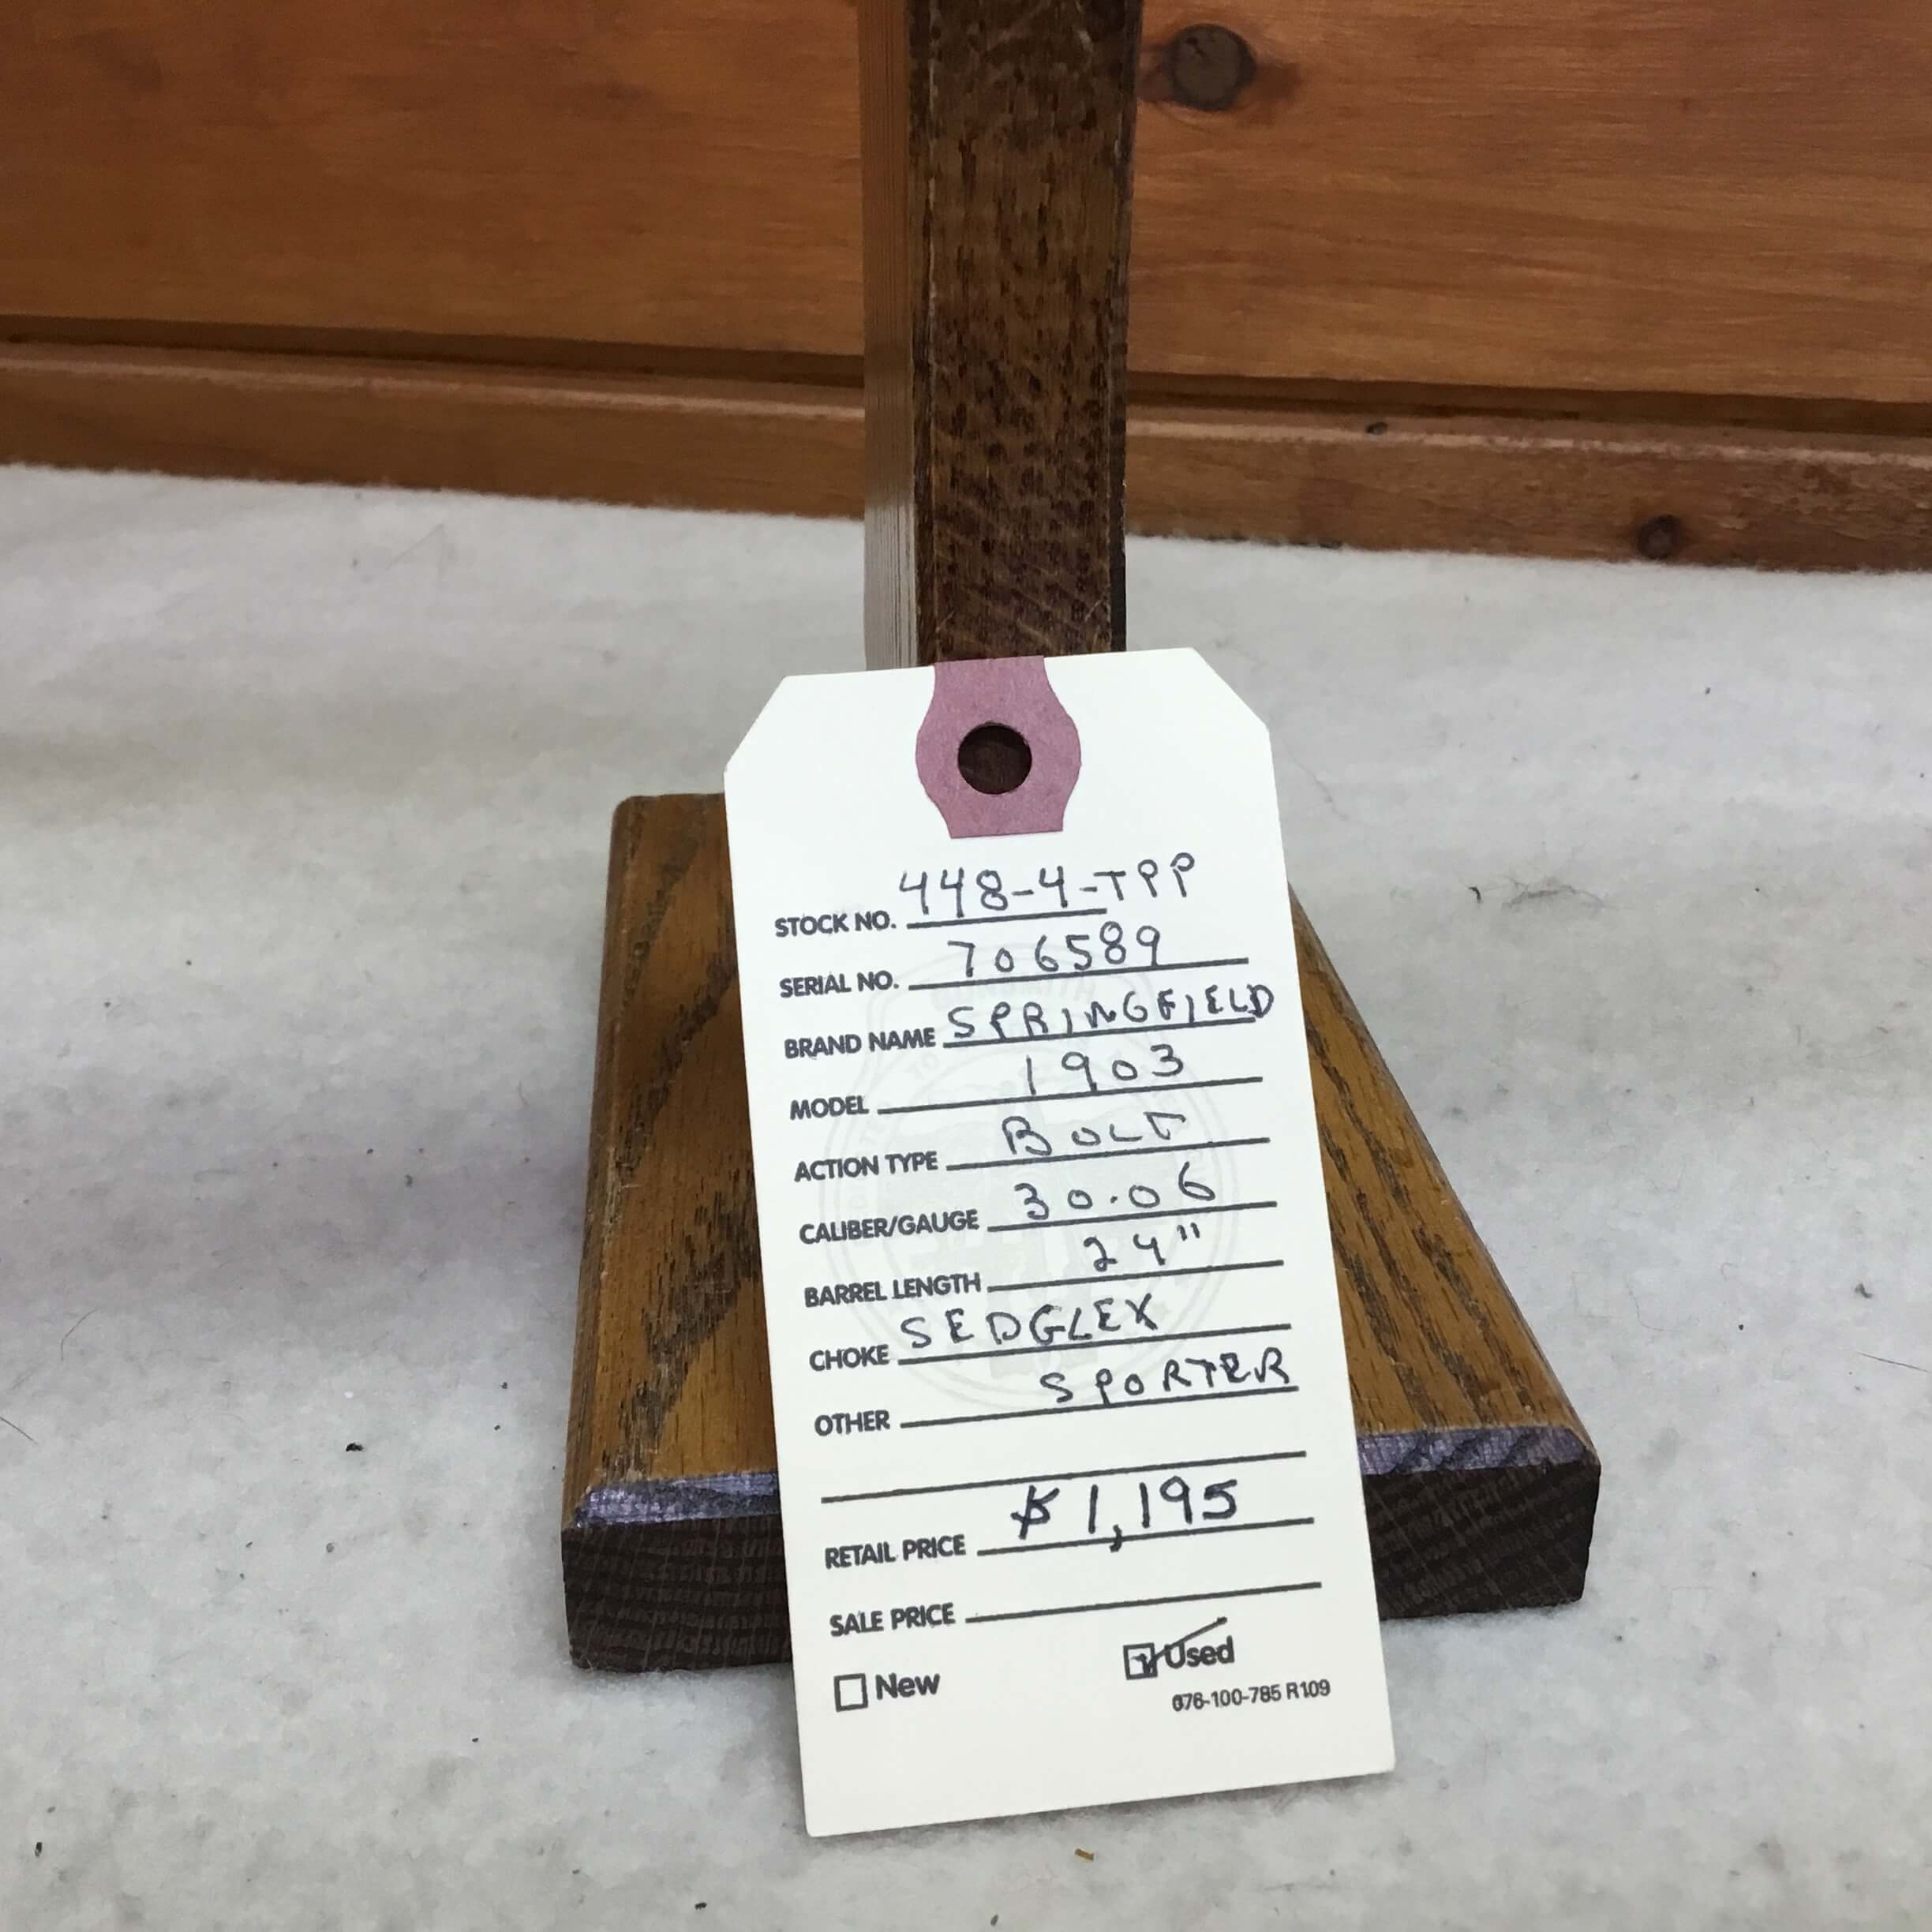 STOCK NO. 448-4-TPP
SERIAL NO. 706589
BRAND NAME SPRINGFIELD
MODEL 1903
ACTION TYPE BOLT
CALIBER/GAUGE 30.06
BARREL LENGTH 24"
CHOKE SEDGLEX
OTHER SPORTER
RETAIL PRICE $1,195
SALE PRICE
New Used
076-100-785 R109